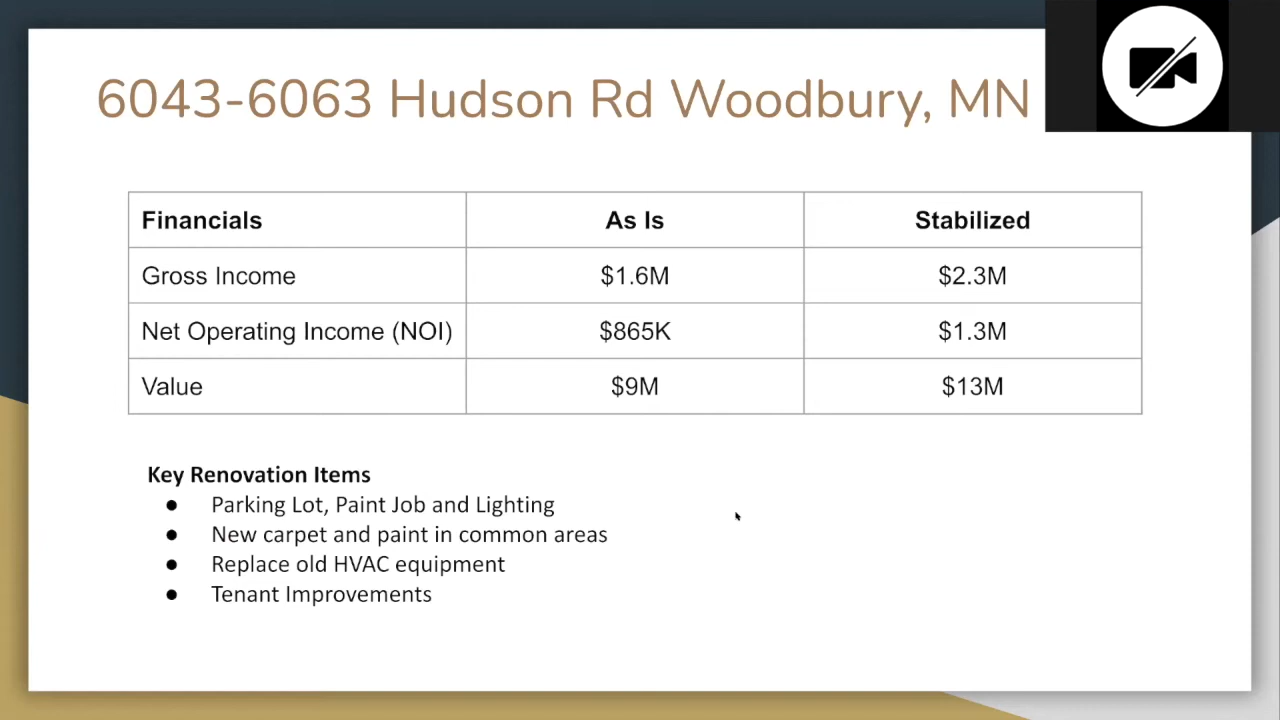 6043-6063 Hudson Rd Woodbury, MN
Financials As Is Stabilized
Gross Income $1.6M $2.3M
Net Operating Income (NOI) $865K $1.3M
Value $9M $13M
Key Renovation Items
● Parking Lot, Paint Job and Lighting
● New carpet and paint in common areas
● Replace old HVAC equipment
● Tenant Improvements